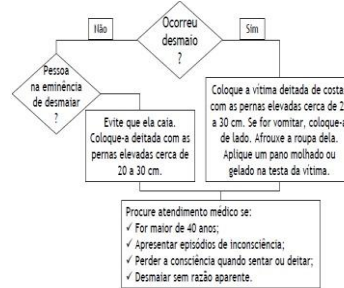 Ocorreu
desmaio
?
Não
Sim
Pessoa
na eminência
de desmaiar
?
Evite que ela caia.
Coloque-a deitada com as
pernas elevadas cerca de
20 a 30 cm.
Coloque a vítima deitada de costa
com as pernas elevadas cerca de 2
a 30 cm. Se for vomitar, coloque-a
de lado. Afrouxe a roupa dela.
Aplique um pano molhado ou
gelado na testa da vítima.
Procure atendimento médico se:
✓ For maior de 40 anos;
✓ Apresentar episódios de inconsciência;
✓ Perder a consciência quando sentar ou deitar;
✓ Desmaiar sem razão aparente.